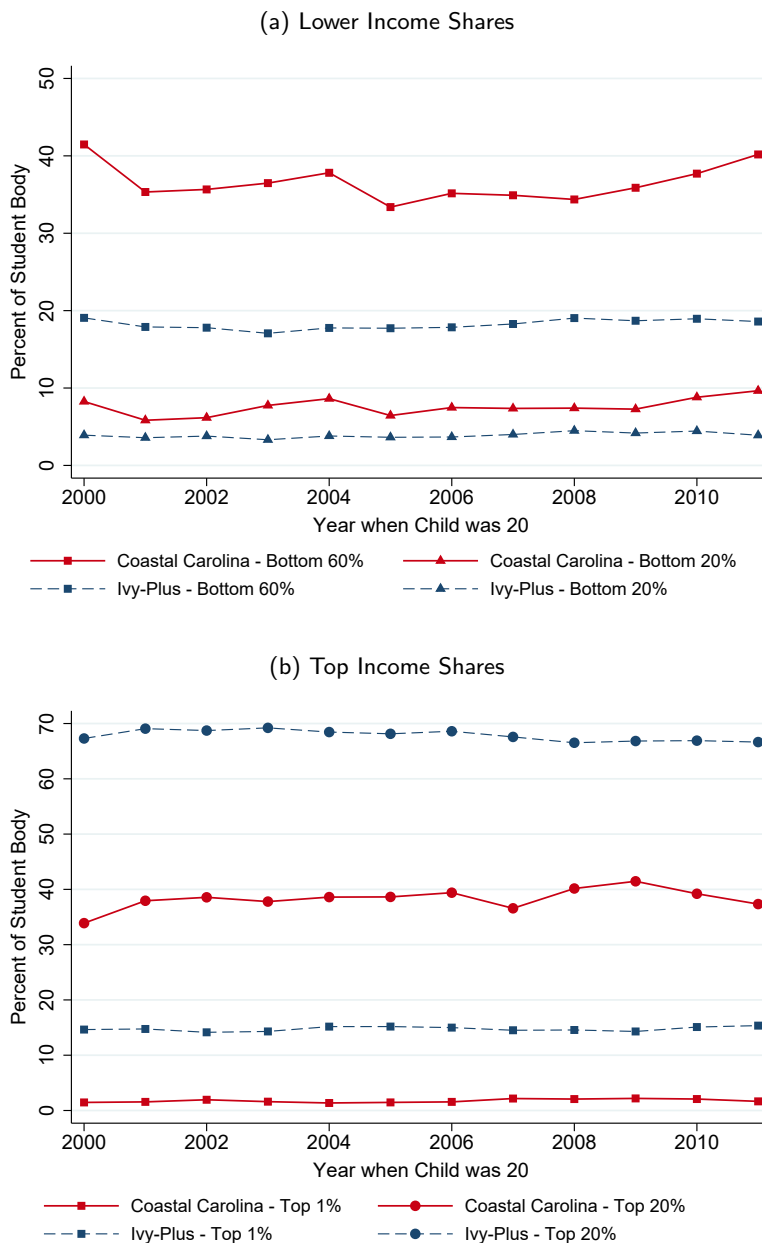 (a) Lower Income Shares
50
40
30
20
10
0
Percent of Student Body
2000 2002 2004 2006 2008 2010
Year when Child was 20
Coastal Carolina - Bottom 60% Coastal Carolina - Bottom 20%
Ivy-Plus - Bottom 60% Ivy-Plus - Bottom 20%
(b) Top Income Shares
70
60
50
40
30
20
10
0
Percent of Student Body
2000 2002 2004 2006 2008 2010
Year when Child was 20
Coastal Carolina - Top 1% Coastal Carolina - Top 20%
Ivy-Plus - Top 1% Ivy-Plus - Top 20%